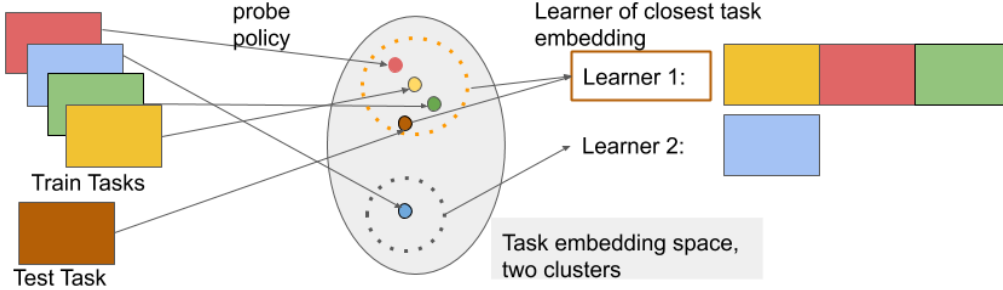 probe
policy
Learner of closest task
embedding
Learner 1:
Learner 2:
Train Tasks
Test Task
Task embedding space,
two clusters